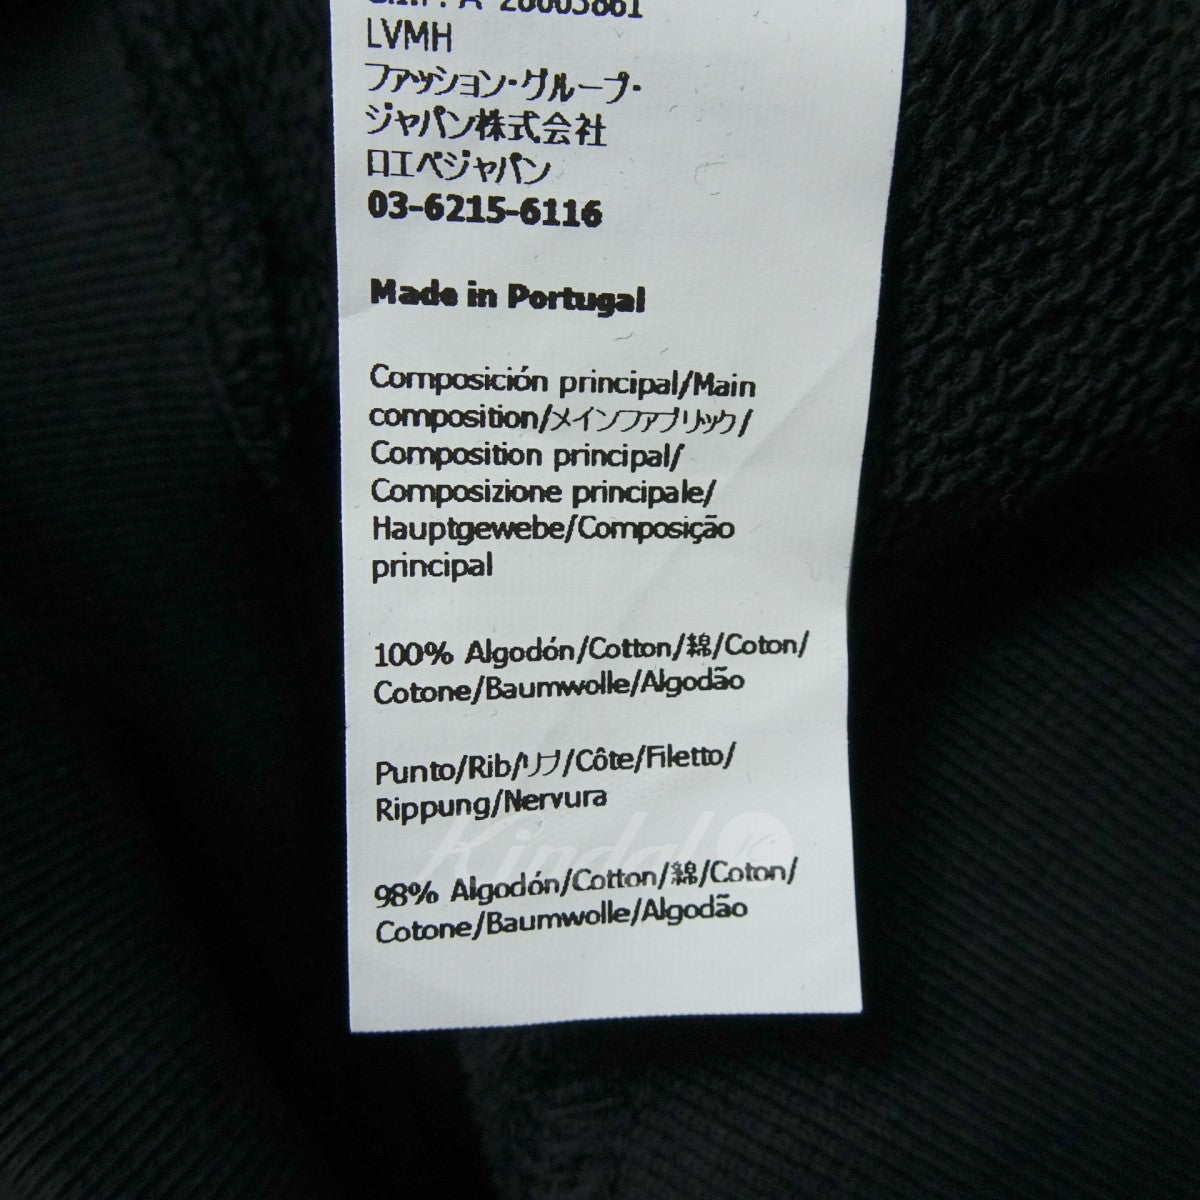 LVMH
ファッション・グループ・
ジャパン株式会社
ロエベジャパン
03-6215-6116
Made in Portugal
Composición principal/Main
composition/メインファブリック/
Composition principal/
Composizione principale/
Hauptgewebe/Composição
principal
100% Algodón/Cotton/綿/Coton/
Cotone/Baumwolle/Algodão
Punto/Rib/リブ/Côte/Filetto/
Rippung/Nervura
Kindal
98% Algodón/Cotton/綿/Coton/
Cotone/Baumwolle/Algodão